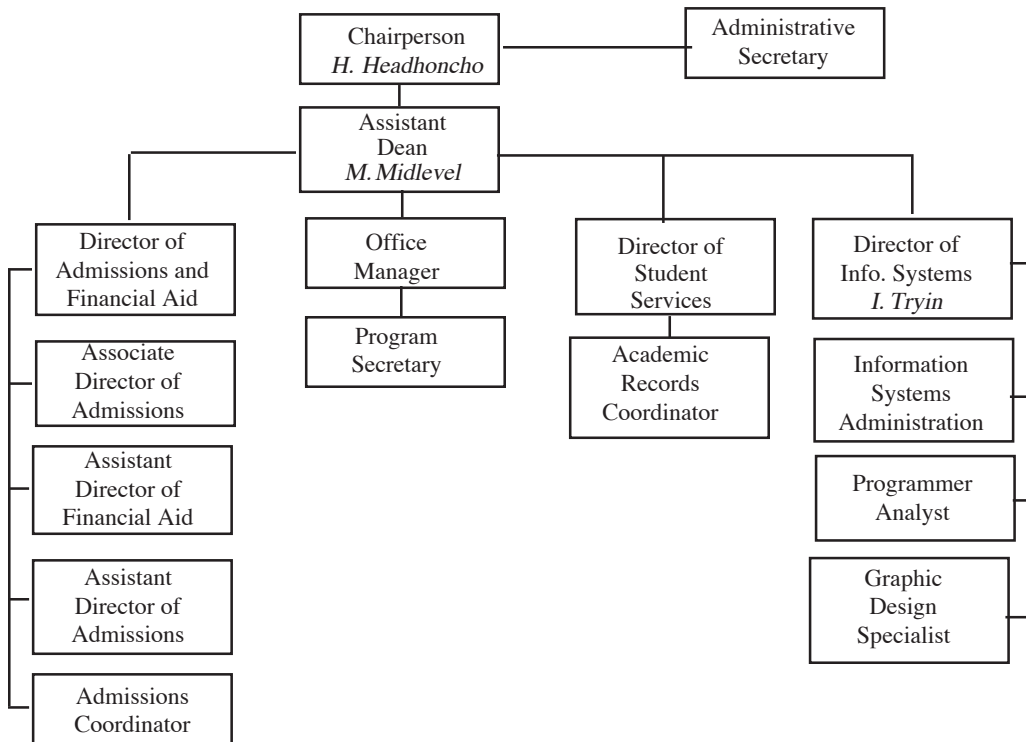 Chairperson
H. Headhoncho
Administrative
Secretary
Assistant
Dean
M. Midlevel
Director of
Admissions and
Financial Aid
Office
Manager
Director of
Student
Services
Director of
Info. Systems
I. Tryin
Associate
Director of
Admissions
Program
Secretary
Academic
Records
Coordinator
Information
Systems
Administration
Assistant
Director of
Financial Aid
Programmer
Analyst
Assistant
Director of
Admissions
Graphic
Design
Specialist
Admissions
Coordinator